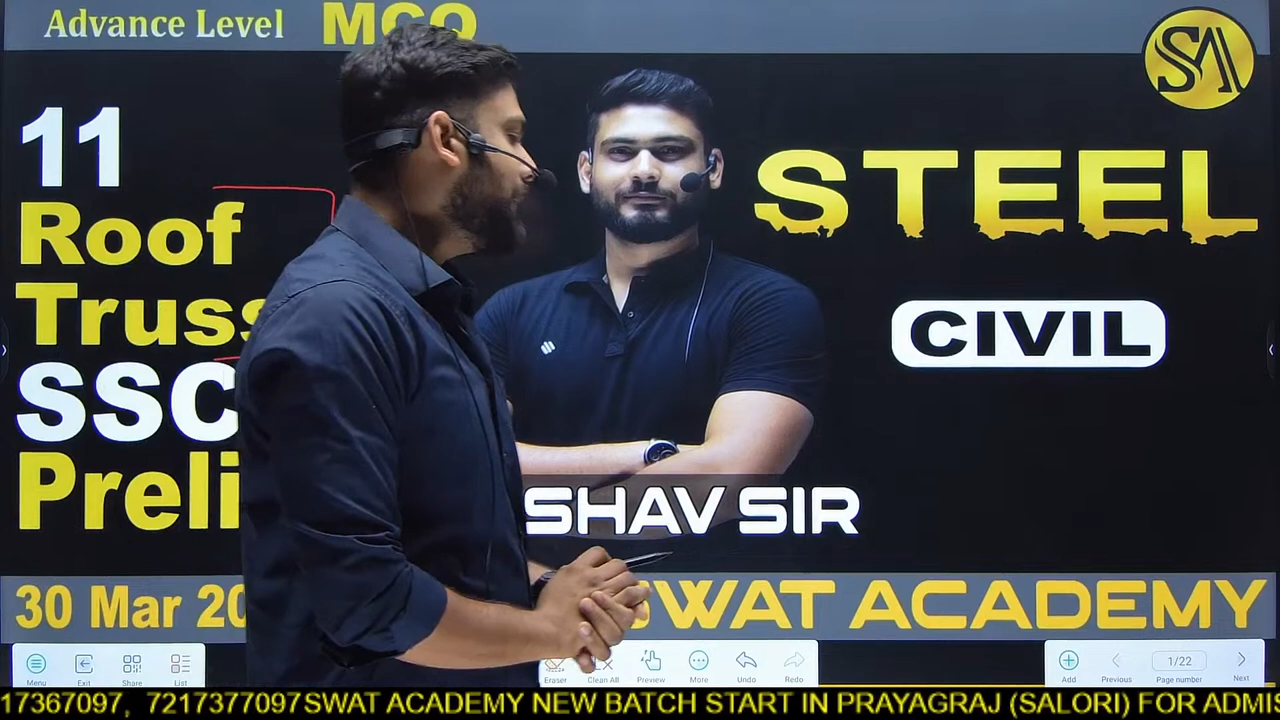 Advance Level MCQ
SA
11
Roof
Truss
SSC
Preli
STEEL
CIVIL
SHAV SIR
30 Mar 20
SWAT ACADEMY
Menu Exit Share List
Eraser Clean All Preview More Undo Redo
Add Previous 1/22 Page number Next
17367097, 7217377097SWAT ACADEMY NEW BATCH START IN PRAYAGRAJ (SALORI) FOR ADMIS